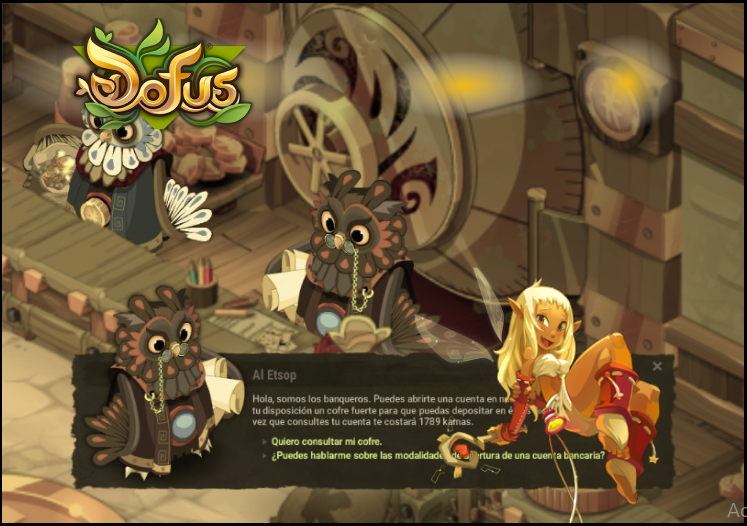 DOFUS
Al Etsop
Hola, somos los banqueros. Puedes abrirte una cuenta en
tu disposición un cofre fuerte para que puedas depositar en
vez que consultes tu cuenta te costará 1789 kamas.
Quiero consultar mi cofre.
¿Puedes hablarme sobre las modalidades de apertura de una cuenta bancaria?